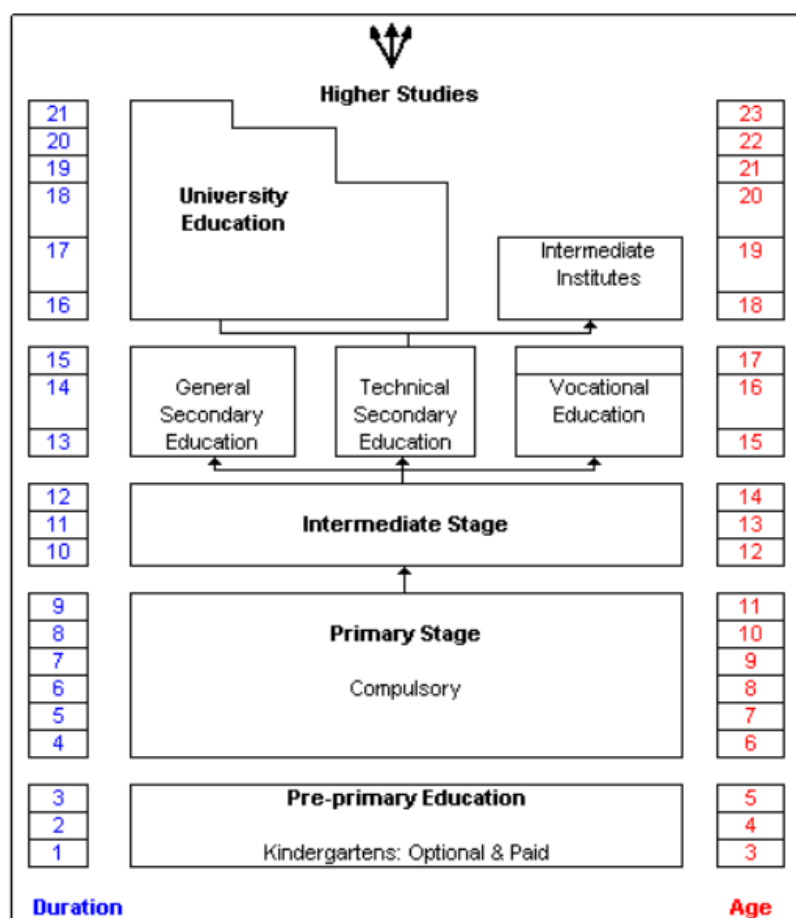 Higher Studies
21
23
20
22
19
21
18
University
20
Education
17
Intermediate
19
Institutes
16
18
15
17
14
General
Technical
Vocational
16
Secondary
Secondary
Education
13
Education
Education
15
12
14
11
Intermediate Stage
13
10
12
9
11
8
Primary Stage
10
7
9
6
Compulsory
8
5
7
4
6
3
Pre-primary Education
5
2
4
1
Kindergartens: Optional & Paid
3
Duration
Age